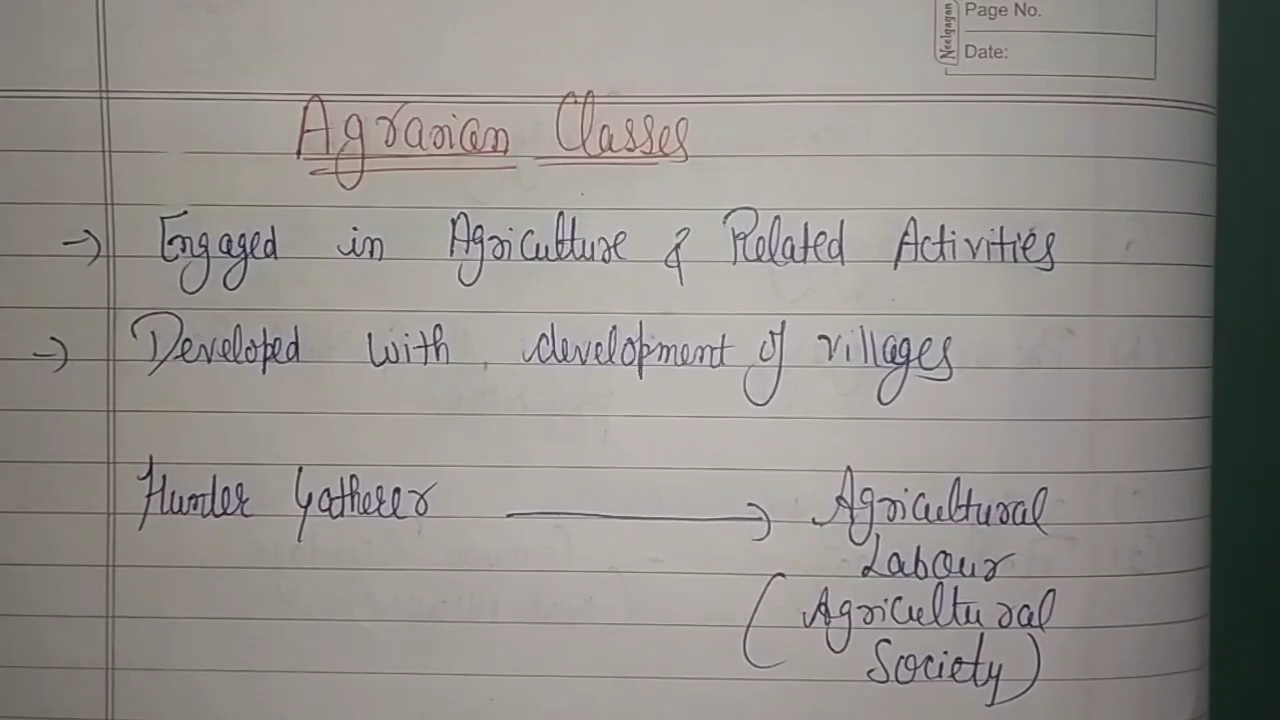 Neelgagan
Page No.
Date:
Agrarian Classes
→ Engaged in Agriculture & Related Activities
→ Developed with development of villages
Hunter Gatherer → Agricultural
Labour
(Agricultural
Society)